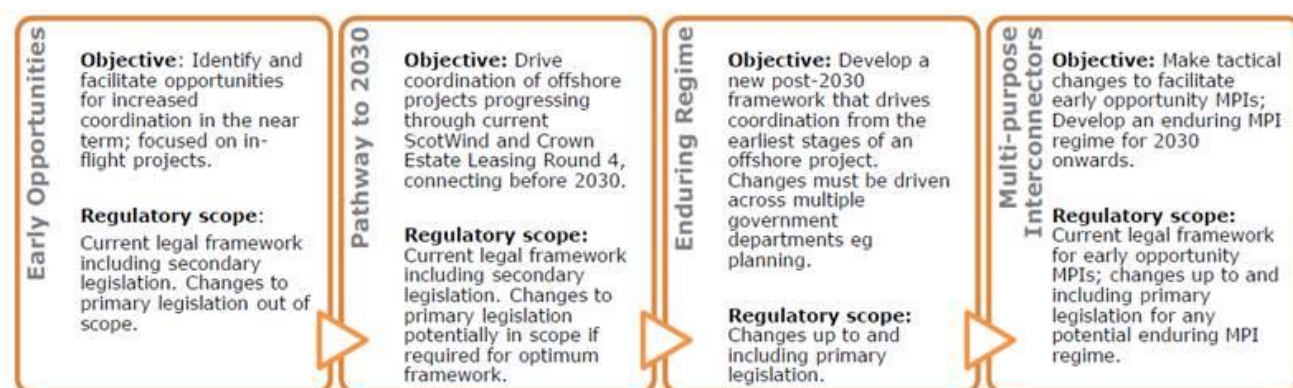 Early Opportunities
Objective: Identify and
facilitate opportunities
for increased
coordination in the near
term; focused on in-
flight projects.
Regulatory scope:
Current legal framework
including secondary
legislation. Changes to
primary legislation out of
scope.
Pathway to 2030
Objective: Drive
coordination of offshore
projects progressing
through current
ScotWind and Crown
Estate Leasing Round 4,
connecting before 2030.
Regulatory scope:
Current legal framework
including secondary
legislation. Changes to
primary legislation
potentially in scope if
required for optimum
framework.
Enduring Regime
Objective: Develop a
new post-2030
framework that drives
coordination from the
earliest stages of an
offshore project.
Changes must be driven
across multiple
government
departments eg
planning.
Regulatory scope:
Changes up to and
including primary
legislation.
Multi-purpose
Interconnectors
Objective: Make tactical
changes to facilitate
early opportunity MPIs;
Develop an enduring MPI
regime for 2030
onwards.
Regulatory scope:
Current legal framework
for early opportunity
MPIs; changes up to and
including primary
legislation for any
potential enduring MPI
regime.